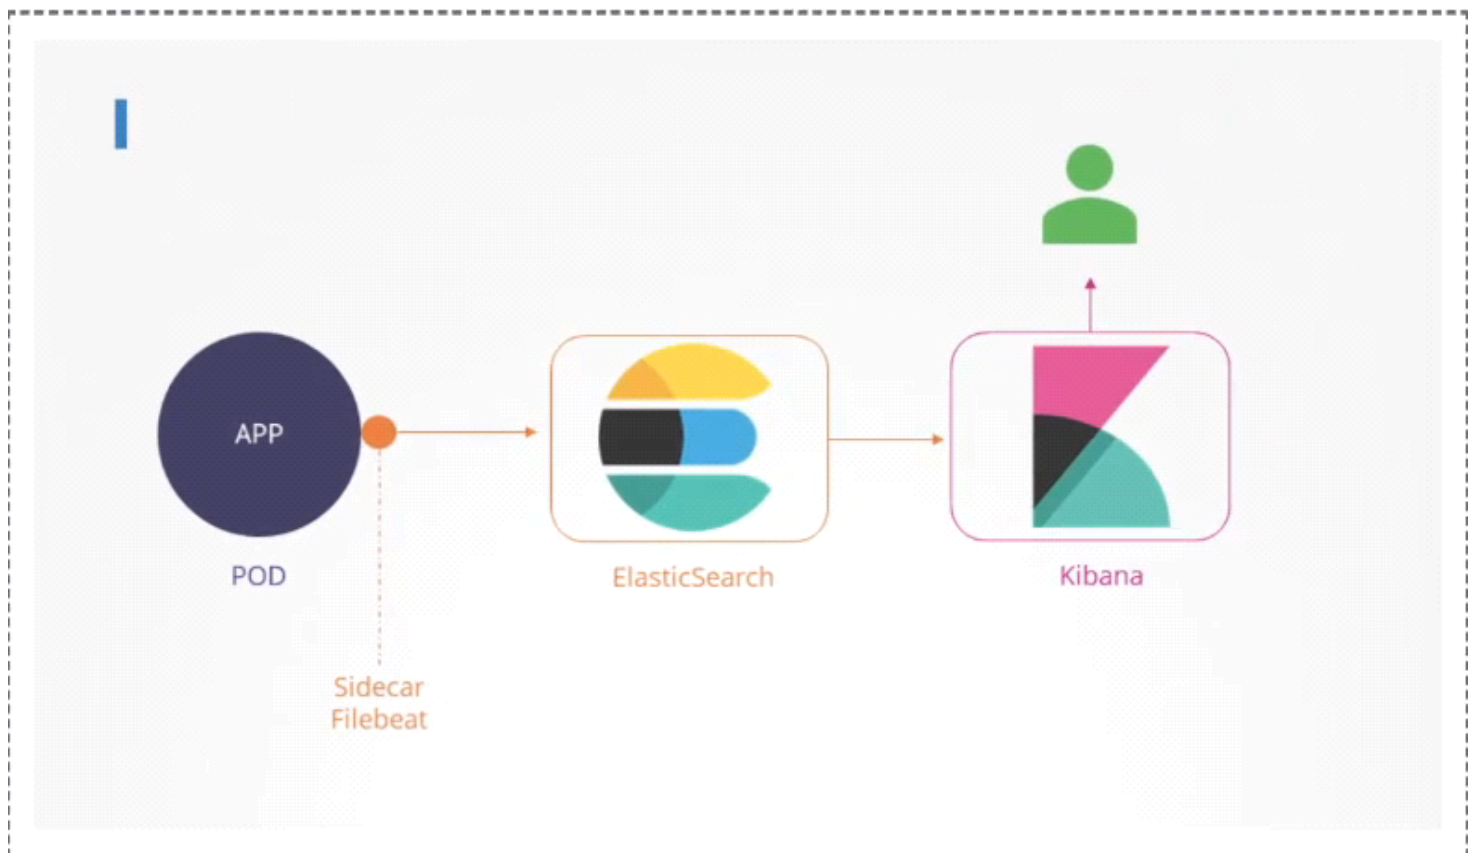 APP
POD
ElasticSearch
Kibana
Sidecar
Filebeat